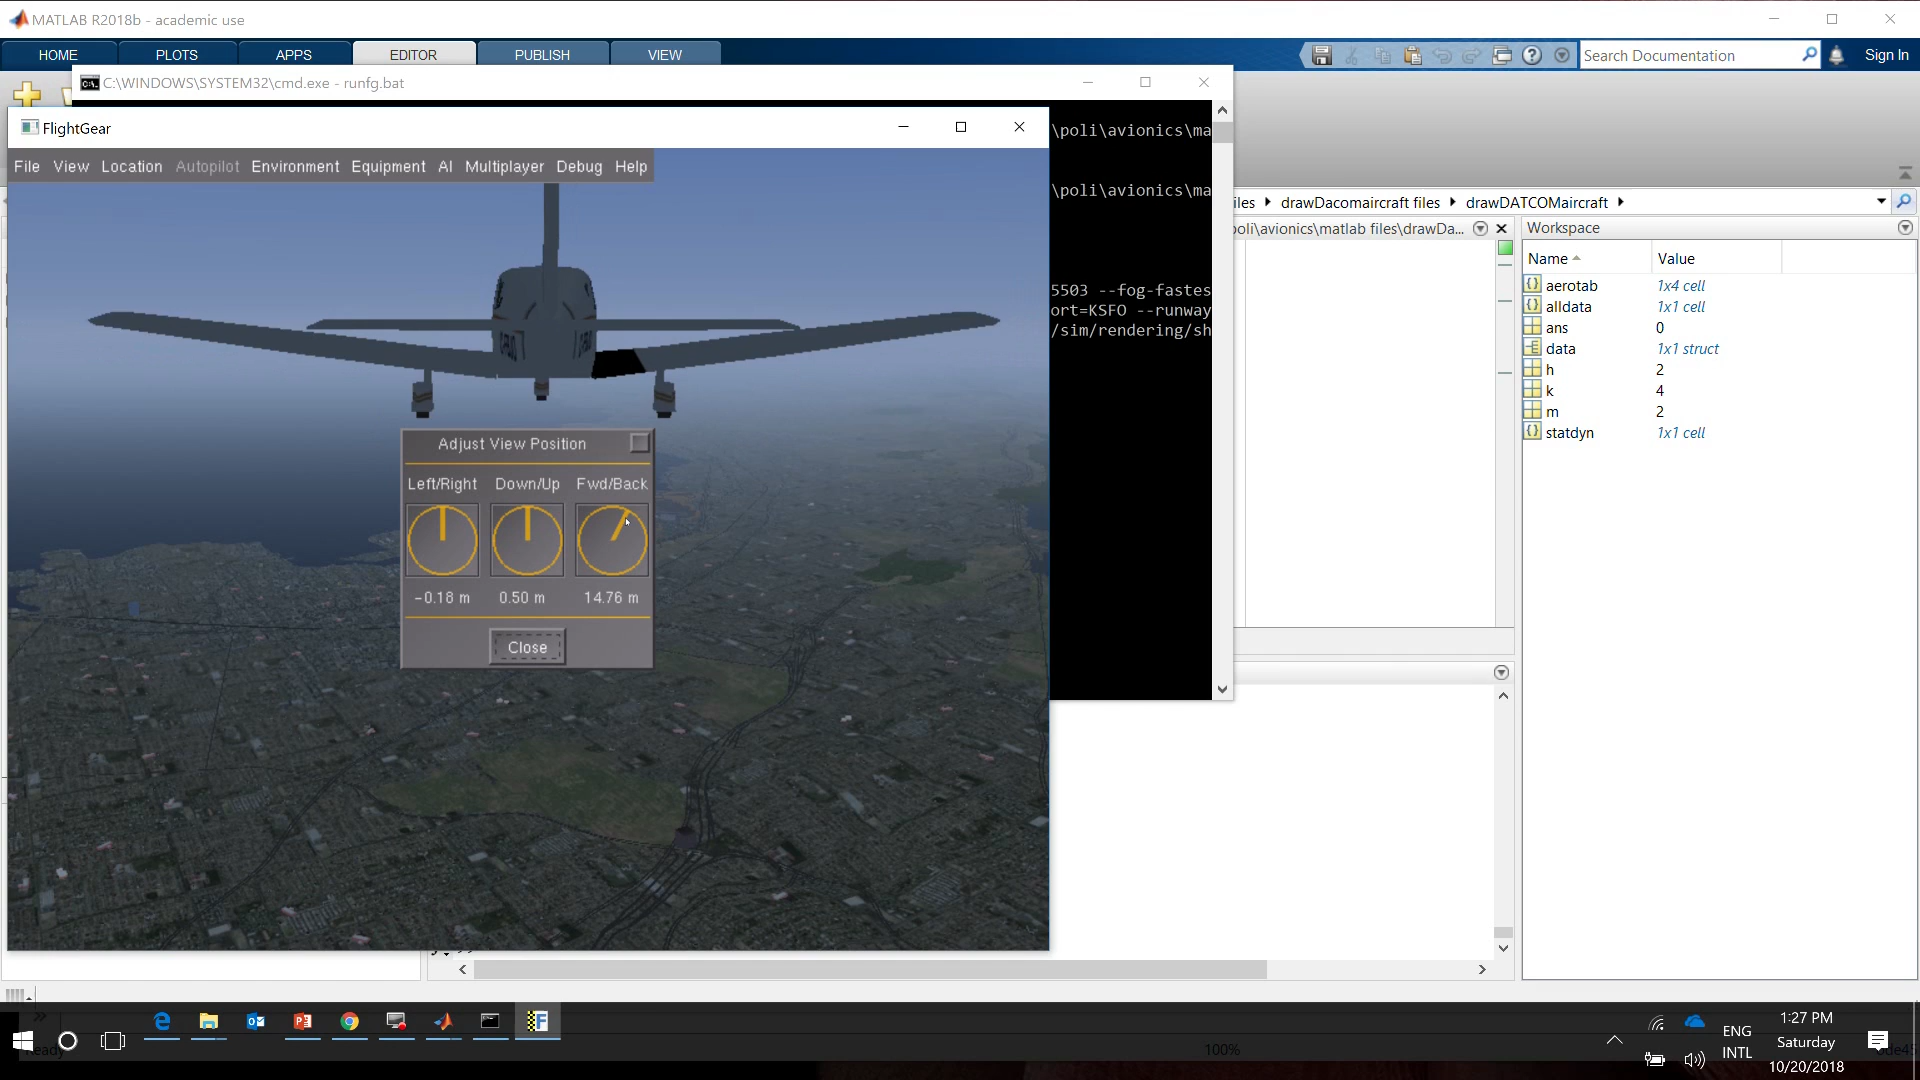 MATLAB R2018b - academic use
HOME PLOTS APPS EDITOR PUBLISH VIEW
Search Documentation
Sign In
C:\WINDOWS\SYSTEM32\cmd.exe - runfg.bat
FlightGear
File View Location Autopilot Environment Equipment AI Multiplayer Debug Help
\poli\avionics\ma
\poli\avionics\ma
5503 --fog-fastes
ort=KSFO --runway
/sim/rendering/sh
Adjust View Position
Left/Right Down/Up Fwd/Back
-0.18 m 0.50 m 14.76 m
Close
iles drawDacomaircraft files drawDATCOMaircraft
poli\avionics\matlab files\drawDa...
Workspace
Name Value
aerotab 1x4 cell
alldata 1x1 cell
ans 0
data 1x1 struct
h 2
k 4
m 2
statdyn 1x1 cell
Ready
100%
ode45
ENG
INTL
1:27 PM
Saturday
10/20/2018